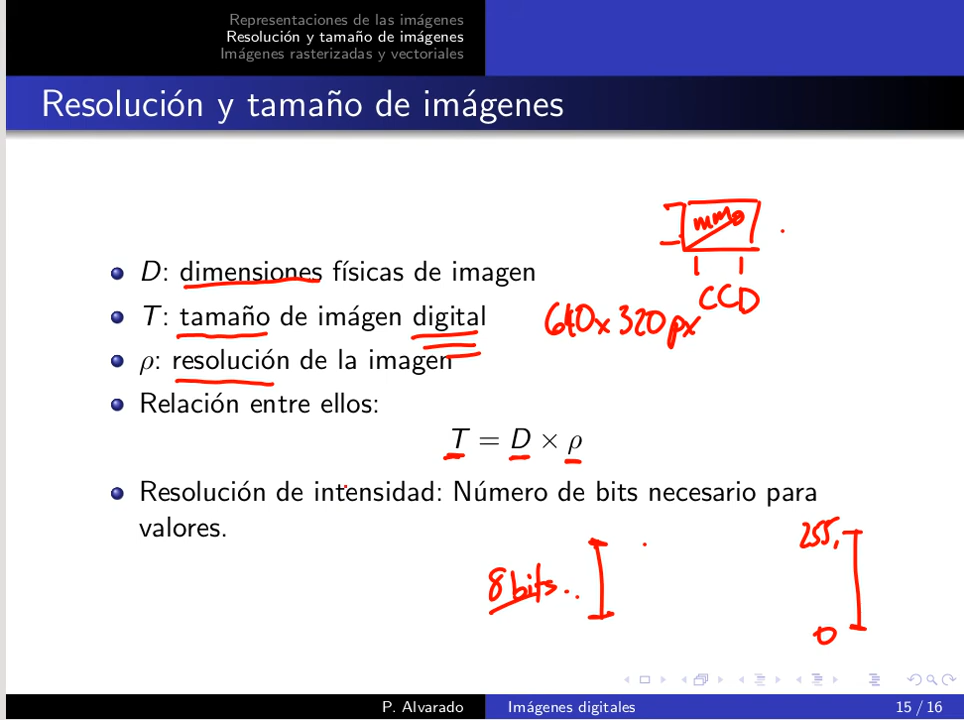 Representaciones de las imágenes
Resolución y tamaño de imágenes
Imágenes rasterizadas y vectoriales
Resolución y tamaño de imágenes
D: dimensiones físicas de imagen
T: tamaño de imágen digital
ρ: resolución de la imagen
Relación entre ellos:
T = D × ρ
Resolución de intensidad: Número de bits necesario para
valores.
CCD
640x320px
8 bits..
255
0
P. Alvarado
Imágenes digitales
15 / 16